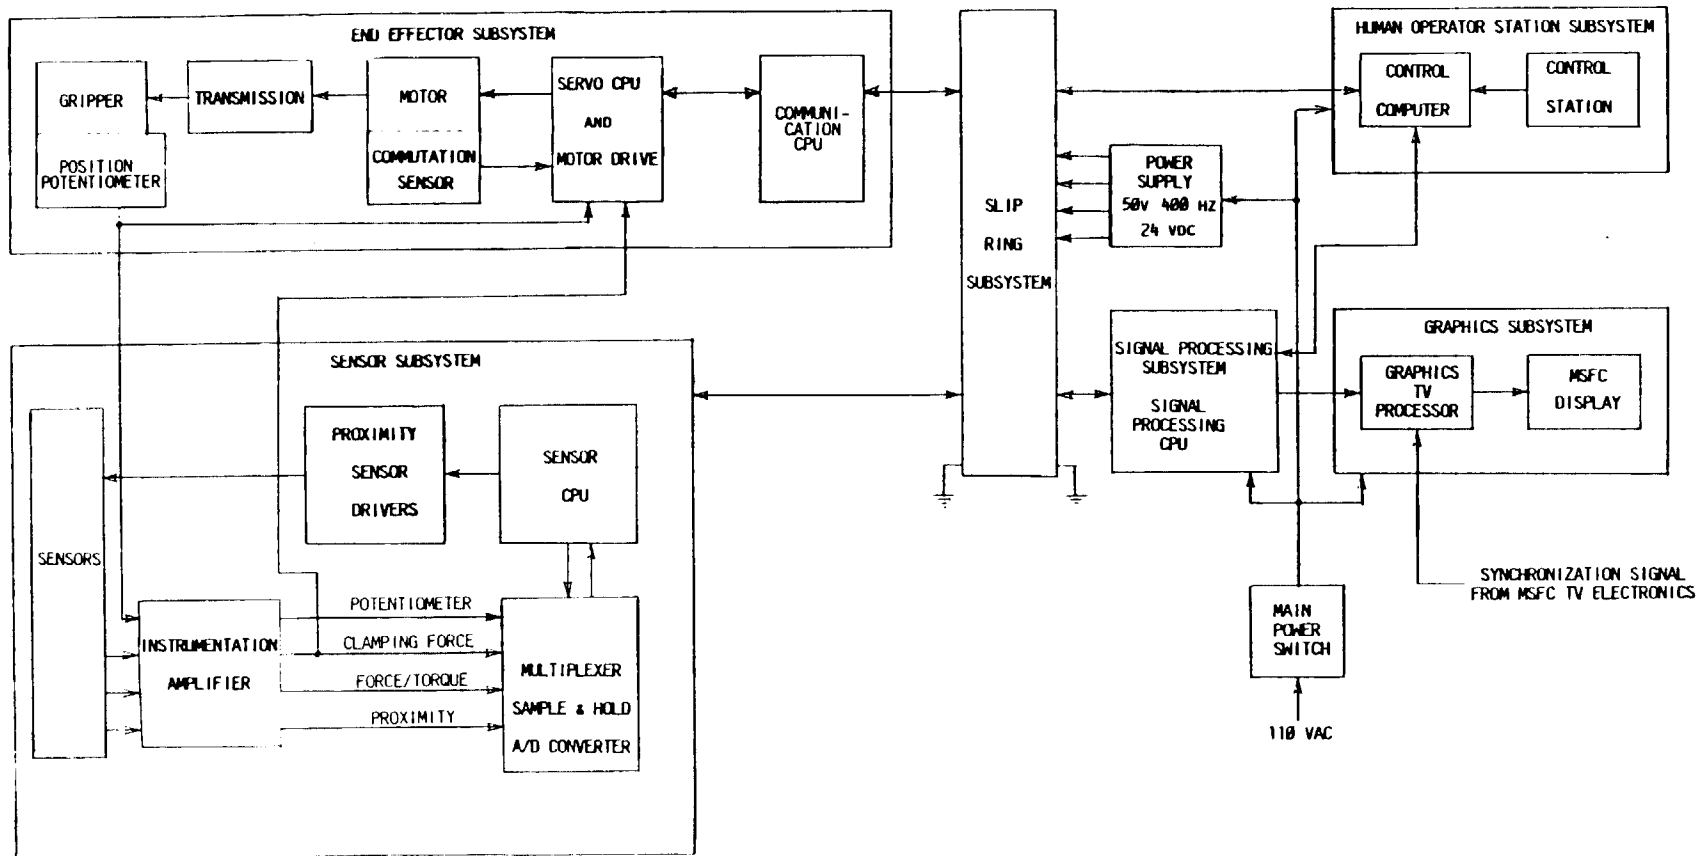 END EFFECTOR SUBSYSTEM
GRIPPER
POSITION
POTENTIOMETER
TRANSMISSION
MOTOR
COMMUTATION
SENSOR
SERVO CPU
AND
MOTOR DRIVE
COMMUNI-
CATION
CPU
SLIP
RING
SUBSYSTEM
POWER
SUPPLY
50V 400 HZ
24 VDC
HUMAN OPERATOR STATION SUBSYSTEM
CONTROL
COMPUTER
CONTROL
STATION
SENSOR SUBSYSTEM
SENSORS
PROXIMITY
SENSOR
DRIVERS
SENSOR
CPU
INSTRUMENTATION
AMPLIFIER
POTENTIOMETER
CLAMPING FORCE
FORCE/TORQUE
PROXIMITY
MULTIPLEXER
SAMPLE & HOLD
A/D CONVERTER
SIGNAL PROCESSING
SUBSYSTEM
SIGNAL
PROCESSING
CPU
GRAPHICS SUBSYSTEM
GRAPHICS
TV
PROCESSOR
MSFC
DISPLAY
SYNCHRONIZATION SIGNAL
FROM MSFC TV ELECTRONICS
MAIN
POWER
SWITCH
110 VAC